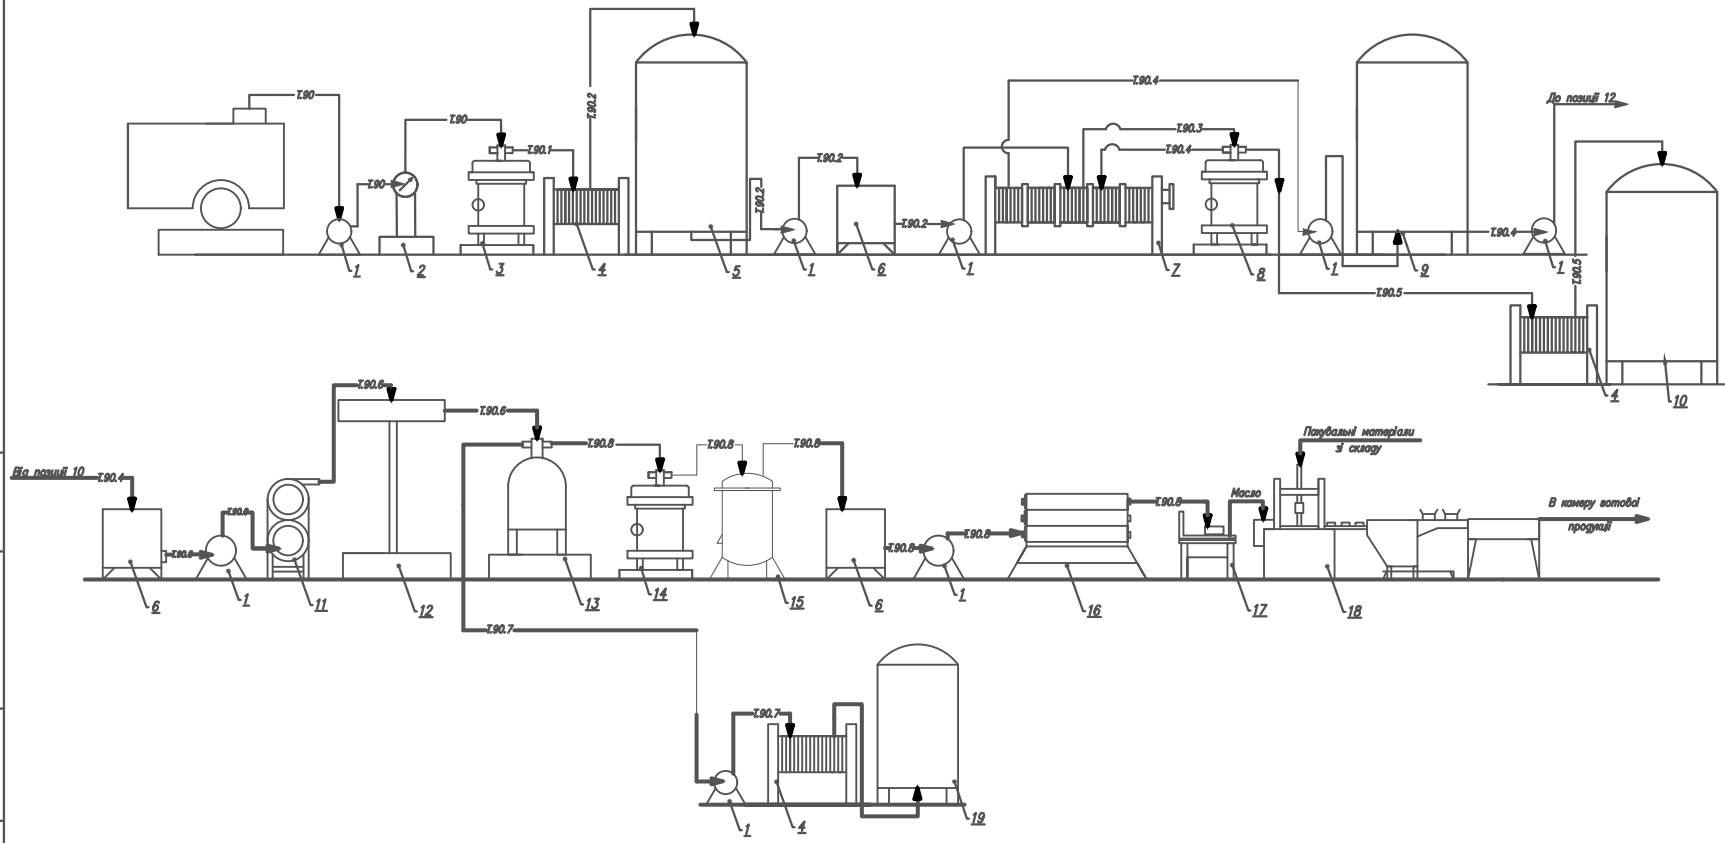 Т.90
Т.90
Т.90
Т.90.1
Т.90.2
Т.90.2
Т.90.2
Т.90.2
Т.90.4
Т.90.3
Т.90.4
Т.90.4
До позиції 12
Т.90.5
Т.90.5
1
2
3
4
5
1
6
1
7
8
1
9
1
4
10
Від позиції 10
Т.90.4
Т.90.6
Т.90.6
Т.90.6
Т.90.6
Т.90.8
Т.90.8
Т.90.8
Т.90.8
Т.90.8
Т.90.8
Масло
Пакувальні матеріали
зі складу
В камеру готової
продукції
6
1
11
12
13
14
15
6
1
16
17
18
Т.90.7
Т.90.7
1
4
19